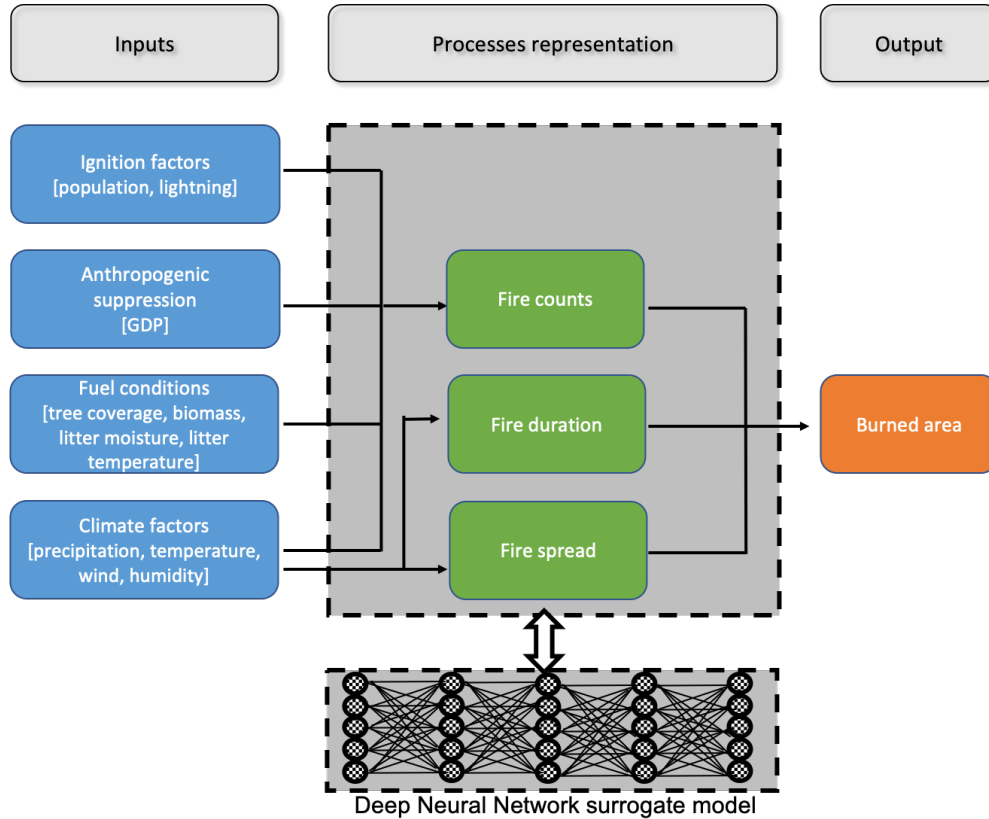 Inputs
Processes representation
Output
Ignition factors
[population, lightning]
Anthropogenic
suppression
[GDP]
Fire counts
Fuel conditions
[tree coverage, biomass,
litter moisture, litter
temperature]
Fire duration
Burned area
Climate factors
[precipitation, temperature,
wind, humidity]
Fire spread
Deep Neural Network surrogate model